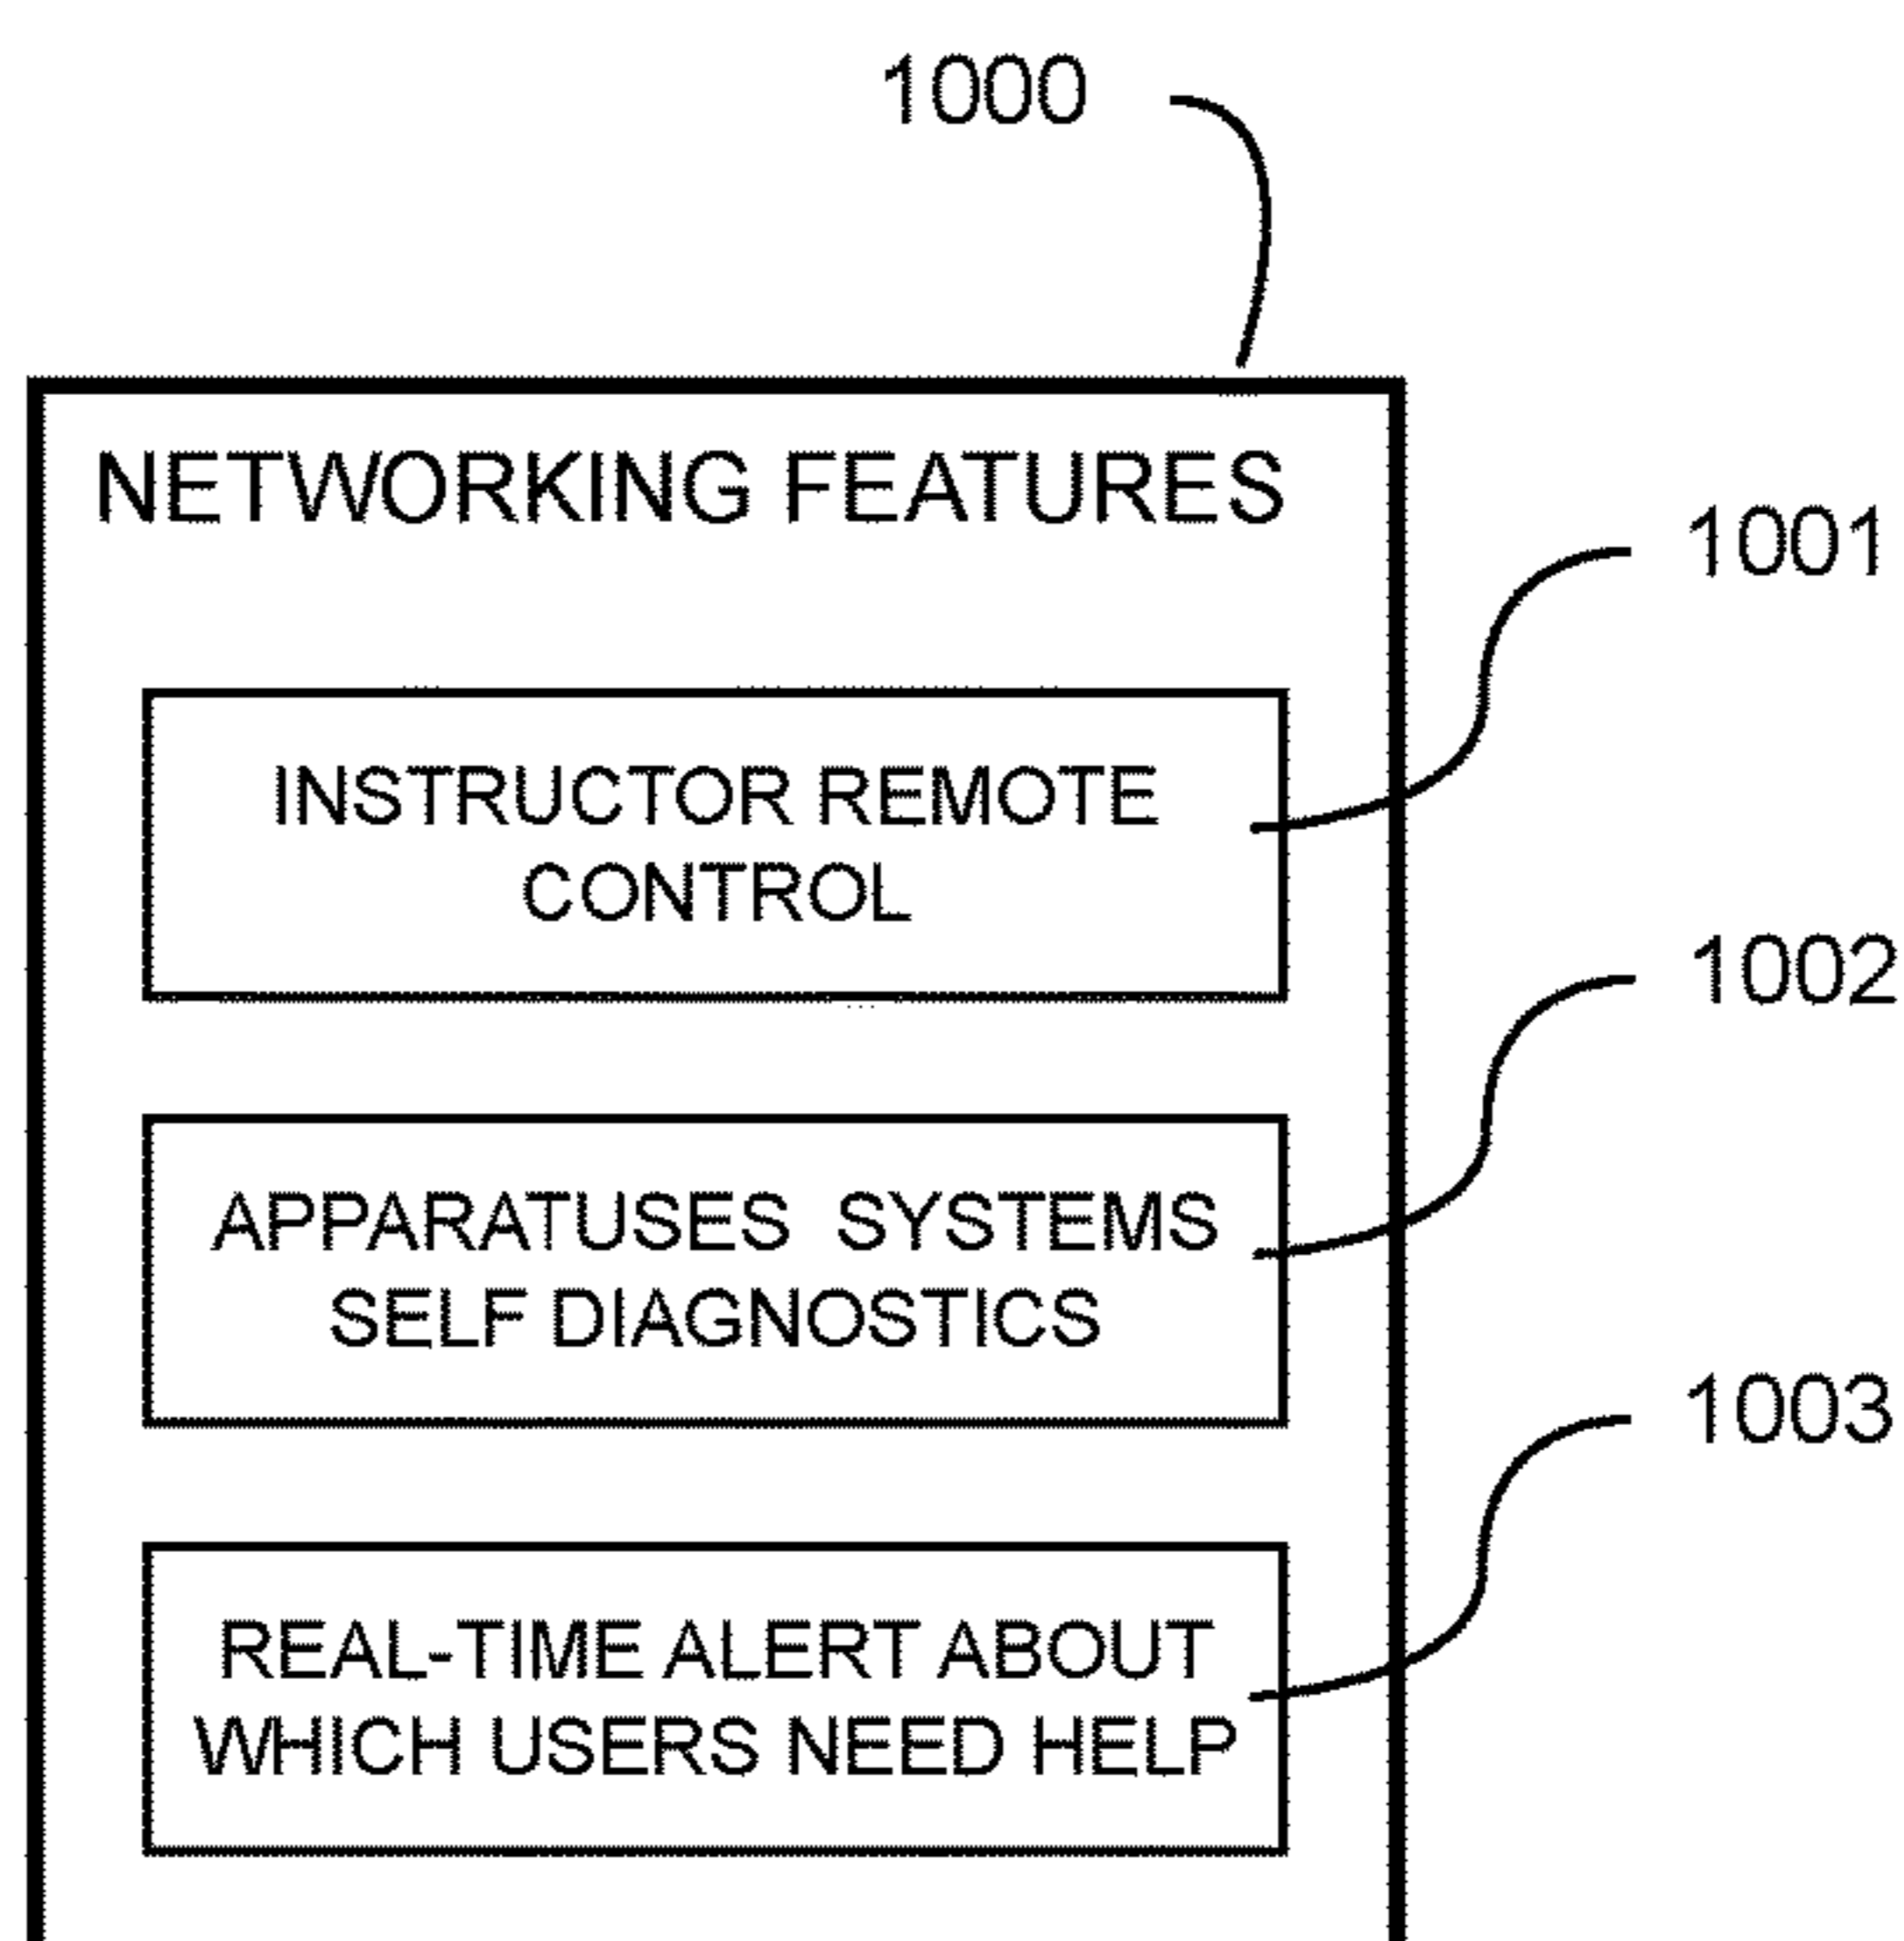 1000
NETWORKING FEATURES
1001
INSTRUCTOR REMOTE
CONTROL
1002
APPARATUSES SYSTEMS
SELF DIAGNOSTICS
1003
REAL-TIME ALERT ABOUT
WHICH USERS NEED HELP